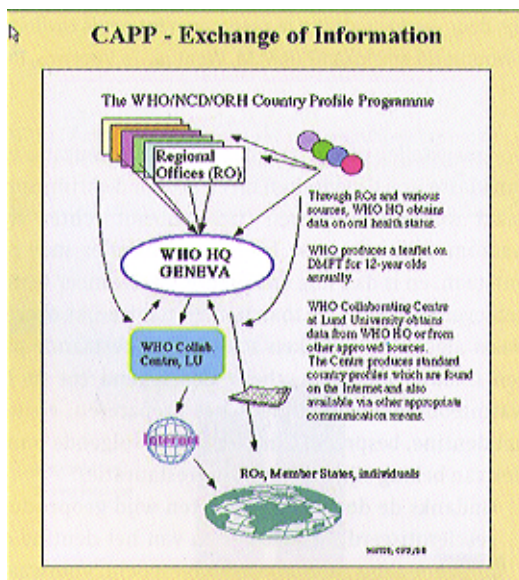 CAPP - Exchange of Information
The WHO/NCD/ORH Country Profile Programme
Regional
Offices (RO)
Through ROs and various
sources, WHO HQ obtains
data on oral health status.
WHO HQ
GENEVA
WHO produces a leaflet on
DMFT for 12-year olds
annually.
WHO Collaborating Centre
at Lund University obtains
data from WHO HQ or from
other approved sources.
The Centre produces standard
country profiles which are found
on the Internet and also
available via other appropriate
communication means.
WHO Collab.
Centre, LU
Internet
ROs, Member States, individuals